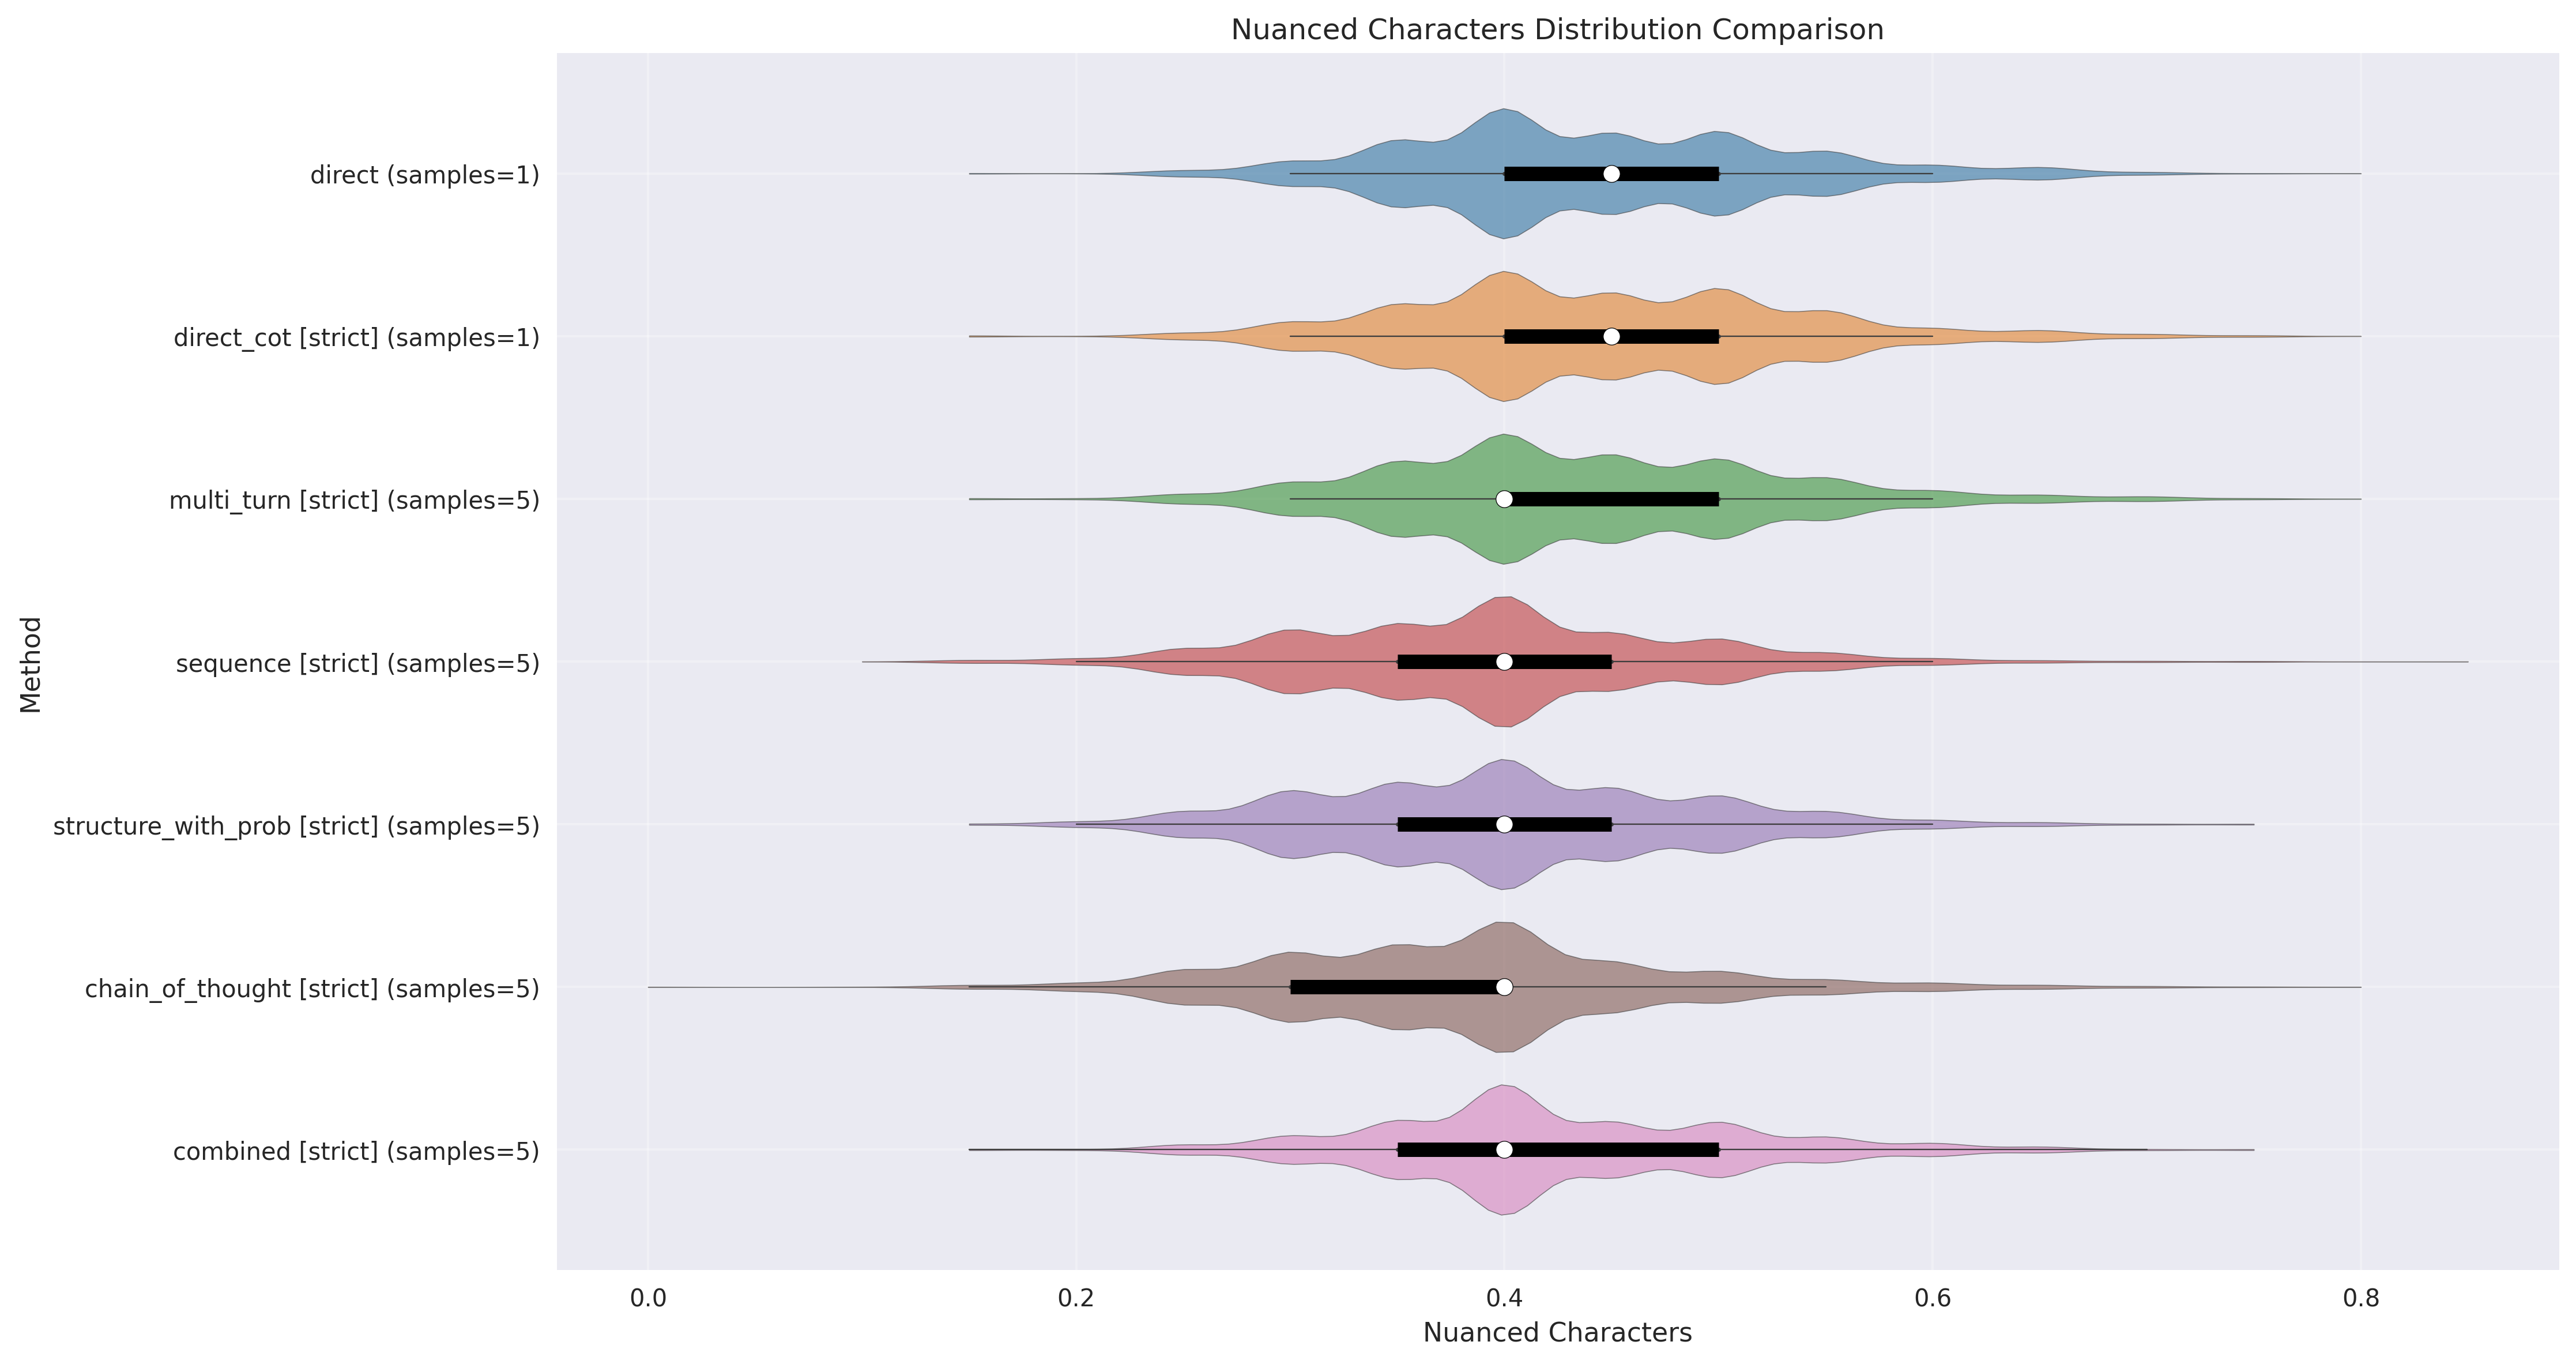 Nuanced Characters Distribution Comparison
Method
direct (samples=1)
direct_cot [strict] (samples=1)
multi_turn [strict] (samples=5)
sequence [strict] (samples=5)
structure_with_prob [strict] (samples=5)
chain_of_thought [strict] (samples=5)
combined [strict] (samples=5)
0.0 0.2 0.4 0.6 0.8
Nuanced Characters